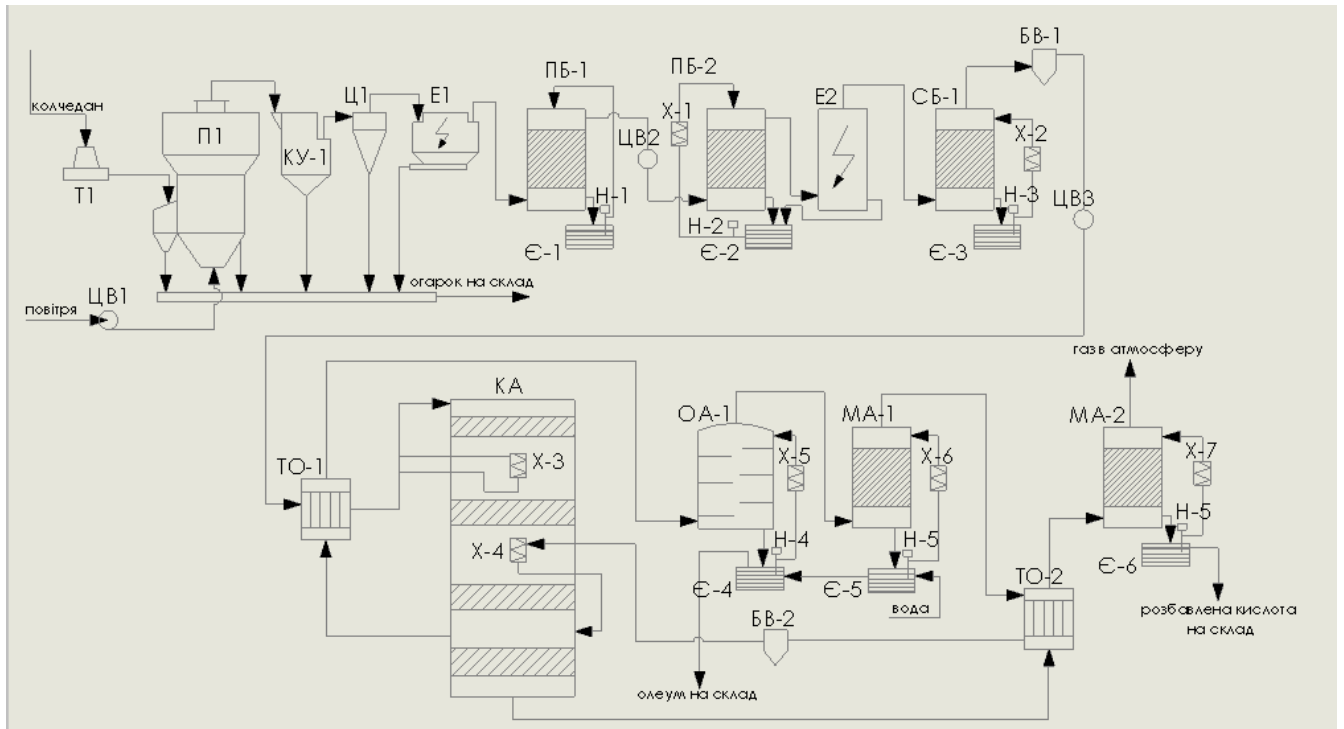 колчедан
Т1
П1
КУ-1
Ц1
Е1
ПБ-1
Н-1
Є-1
ЦВ2
ПБ-2
Х-1
Н-2
Є-2
Е2
СБ-1
Х-2
Н-3
Є-3
БВ-1
ЦВ3
огарок на склад
ЦВ1
повітря
газ в атмосферу
КА
ТО-1
Х-3
Х-4
ОА-1
Х-5
Н-4
Є-4
МА-1
Х-6
Н-5
Є-5
вода
МА-2
Х-7
Н-5
Є-6
ТО-2
БВ-2
розбавлена кислота
на склад
олеум на склад